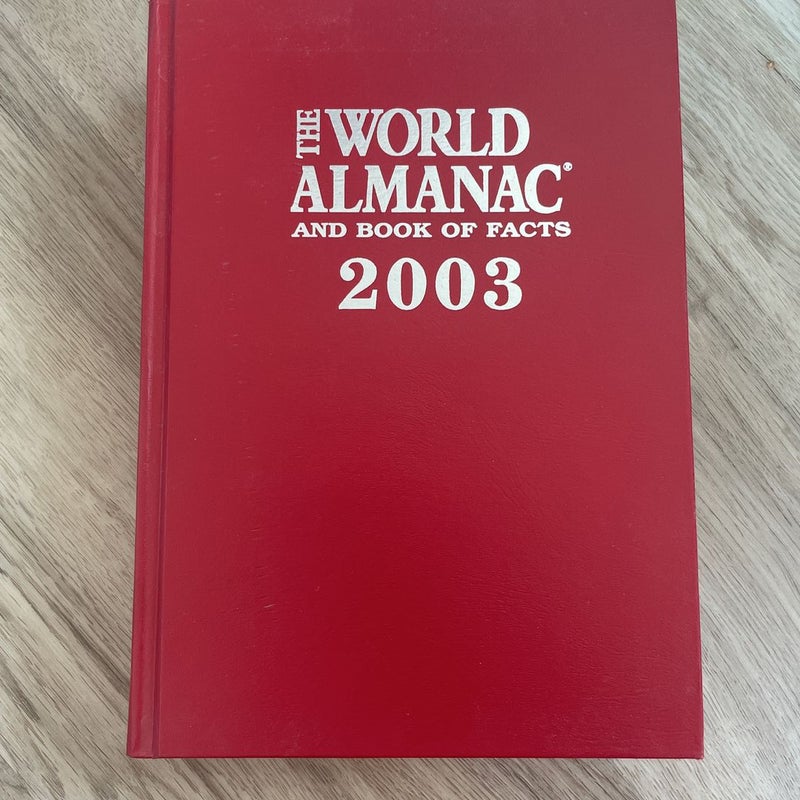 THE WORLD
ALMANAC
AND BOOK OF FACTS
2003